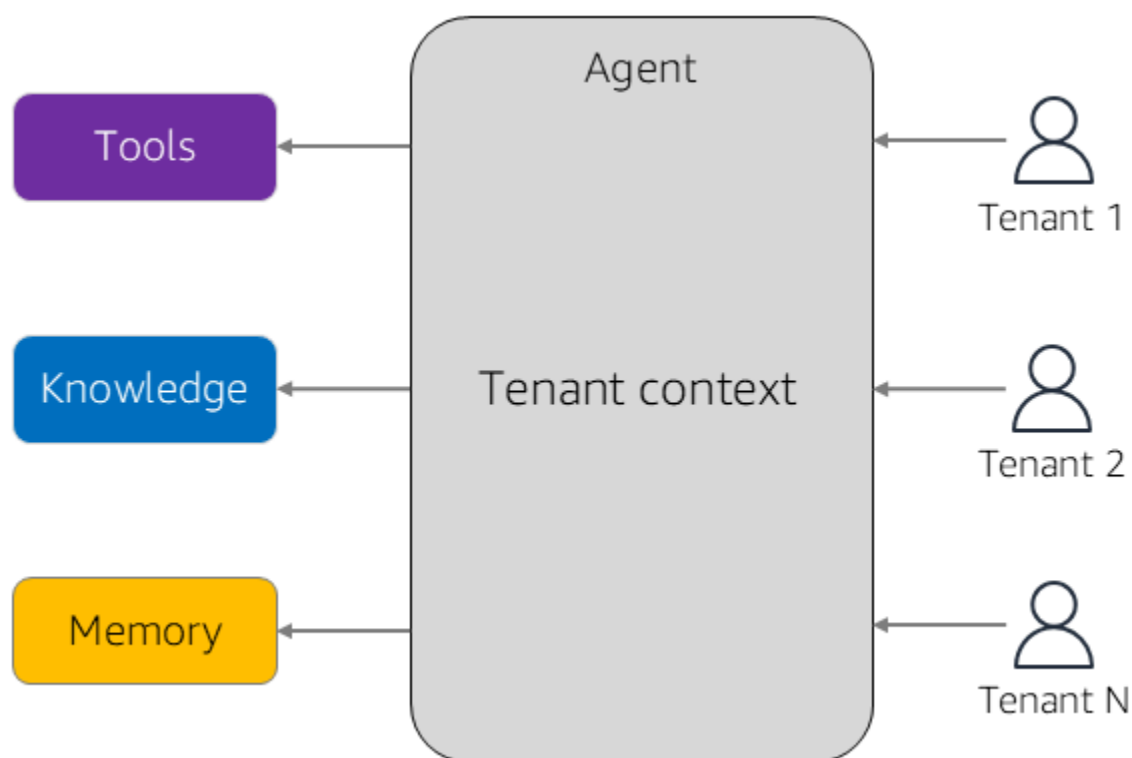 Agent
Tools
Tenant 1
Knowledge
Tenant context
Tenant 2
Memory
Tenant N